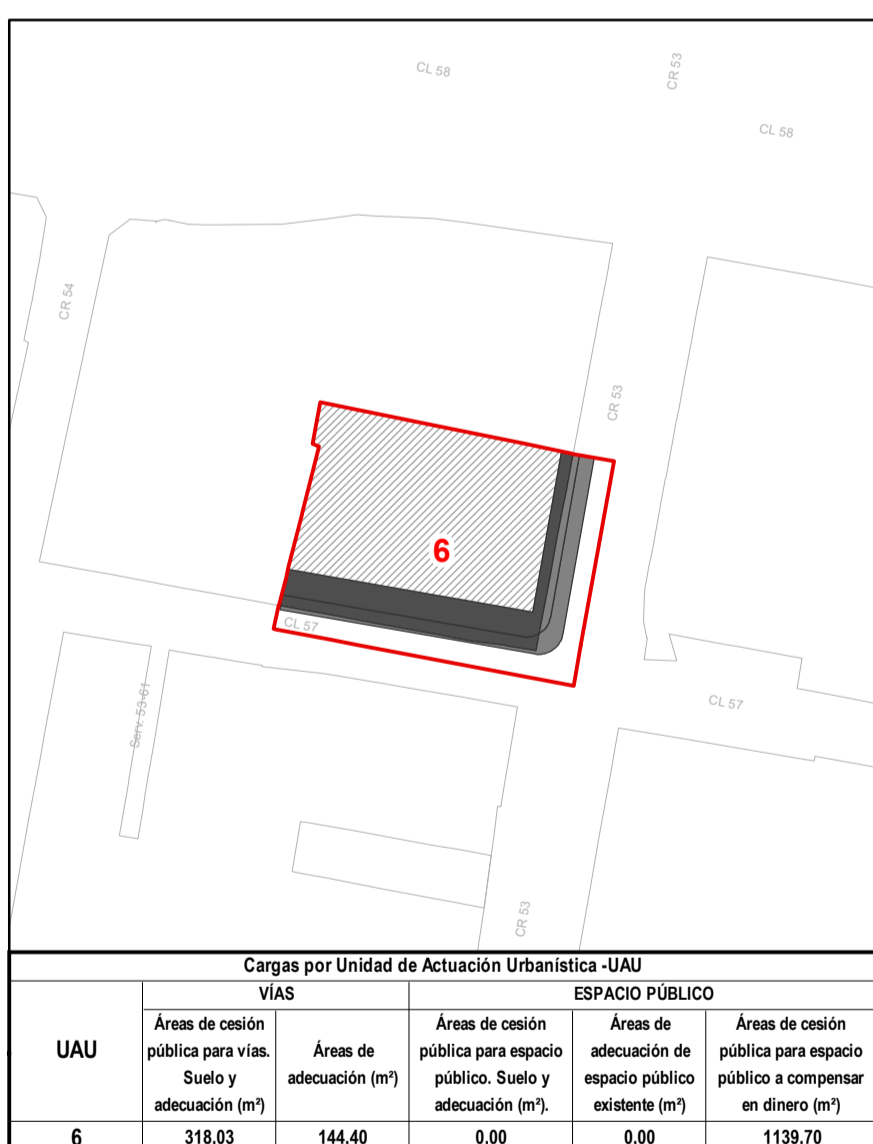 CL 58
CR 53
CL 58
CR 54
CR 53
6
CL 57
Serv. 53-61
CL 57
CR 53
Cargas por Unidad de Actuación Urbanística -UAU
UAU
VÍAS
ESPACIO PÚBLICO
Áreas de cesión
pública para vías.
Suelo y
adecuación (m²)
Áreas de
adecuación (m²)
Áreas de cesión
pública para espacio
público. Suelo y
adecuación (m²).
Áreas de
adecuación de
espacio público
existente (m²)
Áreas de cesión
pública para espacio
público a compensar
en dinero (m²)
6
318.03
144.40
0.00
0.00
1139.70